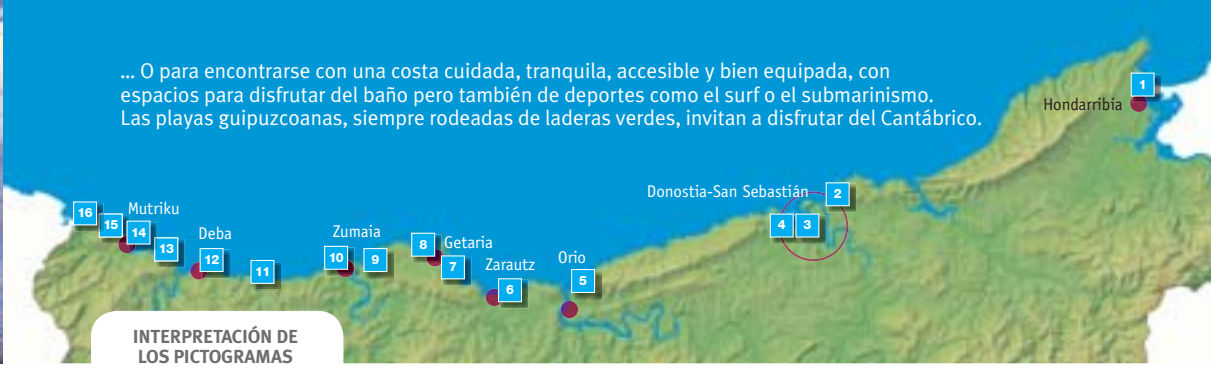 ... O para encontrarse con una costa cuidada, tranquila, accesible y bien equipada, con
espacios para disfrutar del baño pero también de deportes como el surf o el submarinismo.
Las playas guipuzcoanas, siempre rodeadas de laderas verdes, invitan a disfrutar del Cantábrico.
1
Hondarribia
Donostia-San Sebastián
2
4
3
16
15
Mutriku
14
13
Deba
12
11
Zumaia
10
9
8
Getaria
7
Zarautz
6
Orio
5
INTERPRETACIÓN DE
LOS PICTOGRAMAS